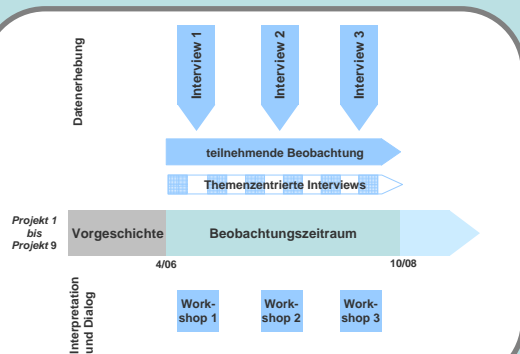 Datenerhebung
Interview 1
Interview 2
Interview 3
teilnehmende Beobachtung
Themenzentrierte Interviews
Projekt 1
bis
Projekt 9
Vorgeschichte
Beobachtungszeitraum
4/06
10/08
Interpretation
und Dialog
Work-
shop 1
Work-
shop 2
Work-
shop 3